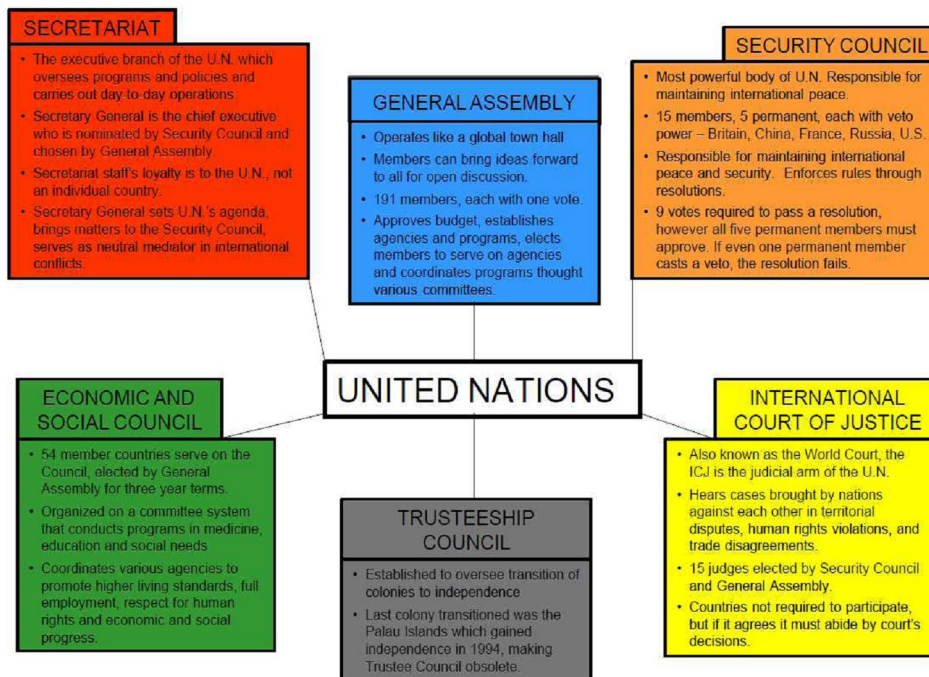 SECRETARIAT
• The executive branch of the U.N. which
oversees programs and policies and
carries out day-to-day operations
• Secretary General is the chief executive
who is nominated by Security Council and
chosen by General Assembly.
• Secretariat staff's loyalty is to the U.N., not
an individual country.
• Secretary General sets U.N.'s agenda,
brings matters to the Security Council,
serves as neutral mediator in international
conflicts.
GENERAL ASSEMBLY
• Operates like a global town hall
• Members can bring ideas forward
to all for open discussion.
• 191 members, each with one vote.
• Approves budget, establishes
agencies and programs, elects
members to serve on agencies
and coordinates programs thought
various committees.
SECURITY COUNCIL
• Most powerful body of U.N. Responsible for
maintaining international peace.
• 15 members, 5 permanent, each with veto
power – Britain, China, France, Russia, U.S.
• Responsible for maintaining international
peace and security. Enforces rules through
resolutions.
• 9 votes required to pass a resolution,
however all five permanent members must
approve. If even one permanent member
casts a veto, the resolution fails.
UNITED NATIONS
ECONOMIC AND
SOCIAL COUNCIL
• 54 member countries serve on the
Council, elected by General
Assembly for three year terms.
• Organized on a committee system
that conducts programs in medicine,
education and social needs
• Coordinates various agencies to
promote higher living standards, full
employment, respect for human
rights and economic and social
progress.
TRUSTEESHIP
COUNCIL
• Established to oversee transition of
colonies to independence
• Last colony transitioned was the
Palau Islands which gained
independence in 1994, making
Trustee Council obsolete.
INTERNATIONAL
COURT OF JUSTICE
• Also known as the World Court, the
ICJ is the judicial arm of the U.N.
• Hears cases brought by nations
against each other in territorial
disputes, human rights violations, and
trade disagreements.
• 15 judges elected by Security Council
and General Assembly.
• Countries not required to participate,
but if it agrees it must abide by court's
decisions.